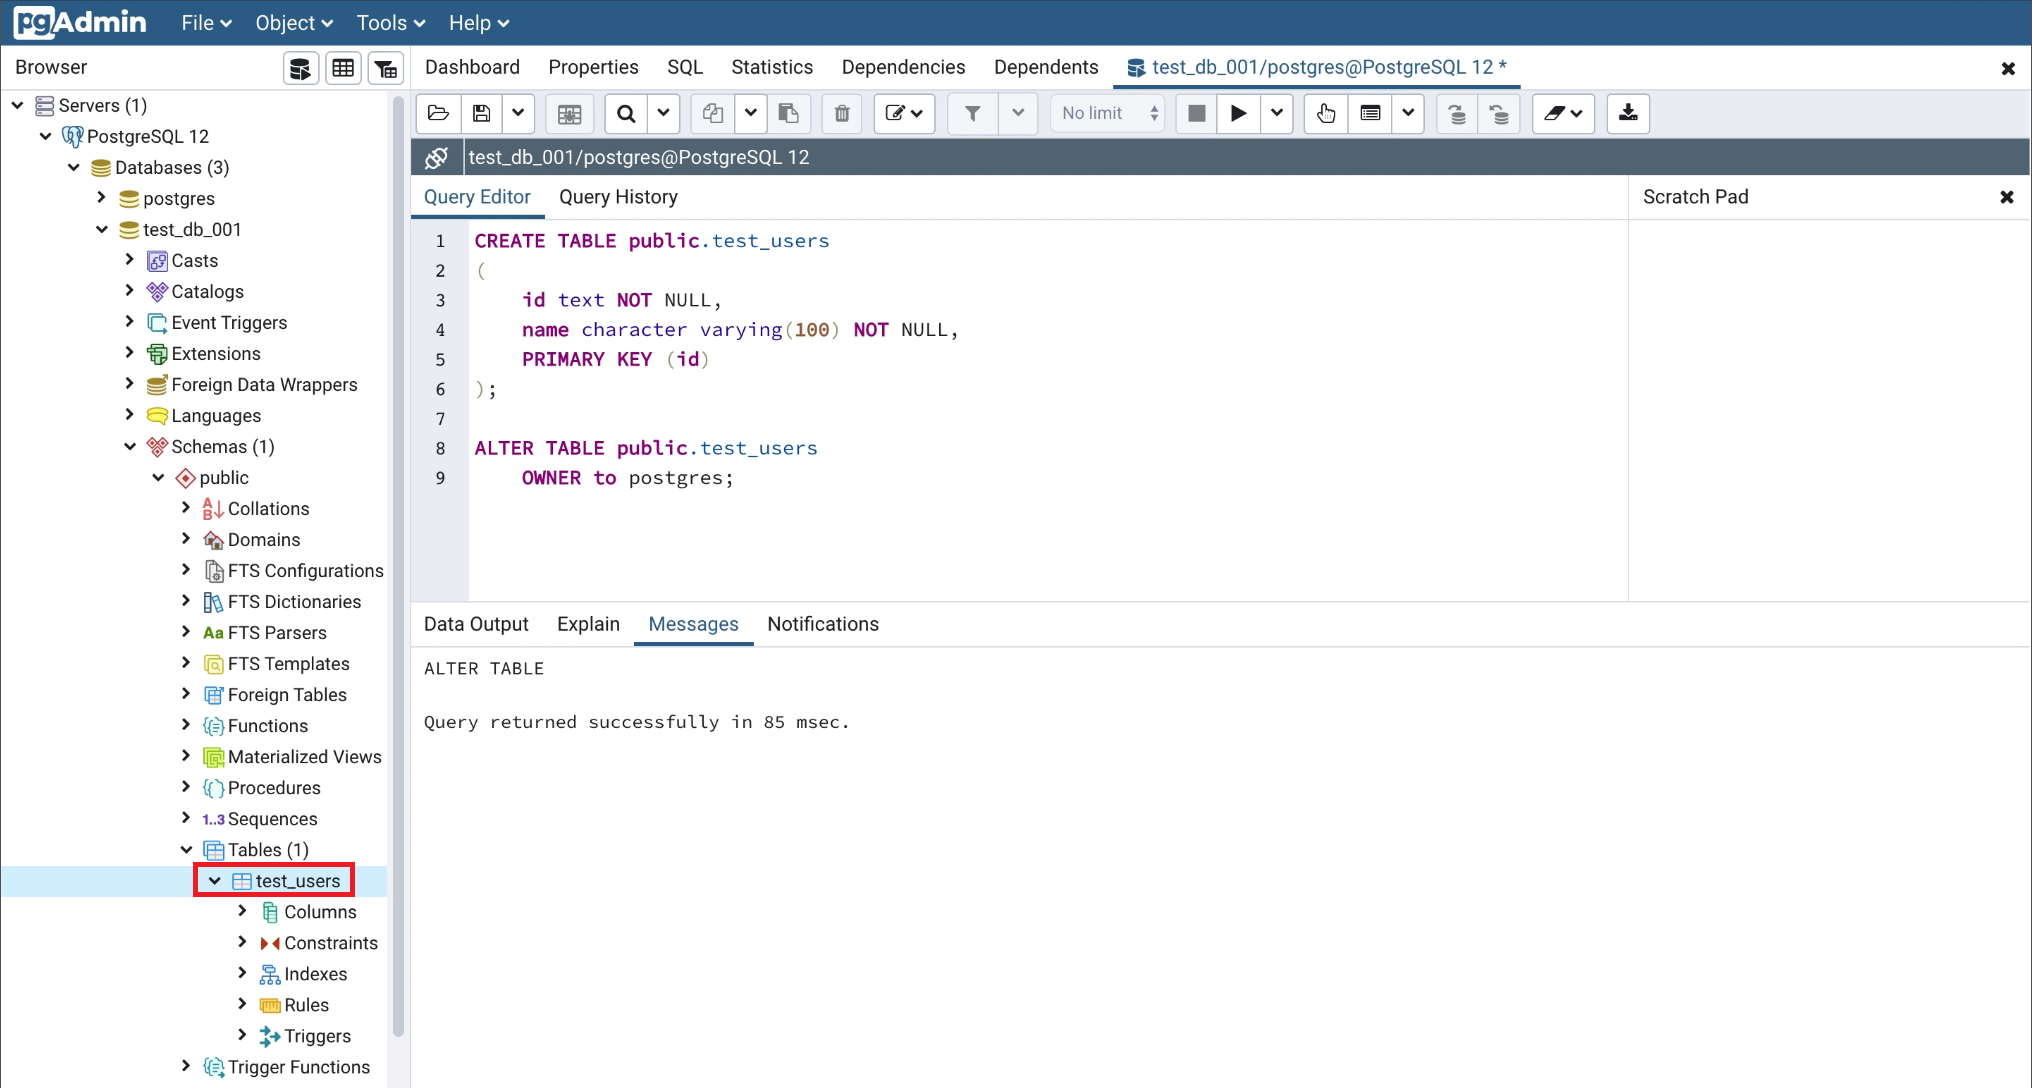 pgAdmin File Object Tools Help
Browser
Dashboard Properties SQL Statistics Dependencies Dependents test_db_001/postgres@PostgreSQL 12 *
No limit
test_db_001/postgres@PostgreSQL 12
Query Editor Query History
Scratch Pad
Servers (1)
PostgreSQL 12
Databases (3)
postgres
test_db_001
Casts
Catalogs
Event Triggers
Extensions
Foreign Data Wrappers
Languages
Schemas (1)
public
Collations
Domains
FTS Configurations
FTS Dictionaries
Aa FTS Parsers
FTS Templates
Foreign Tables
Functions
Materialized Views
Procedures
1..3 Sequences
Tables (1)
test_users
Columns
Constraints
Indexes
Rules
Triggers
Trigger Functions
1 CREATE TABLE public.test_users
2 (
3     id text NOT NULL,
4     name character varying(100) NOT NULL,
5     PRIMARY KEY (id)
6 );
7
8 ALTER TABLE public.test_users
9     OWNER to postgres;
Data Output Explain Messages Notifications
ALTER TABLE
Query returned successfully in 85 msec.